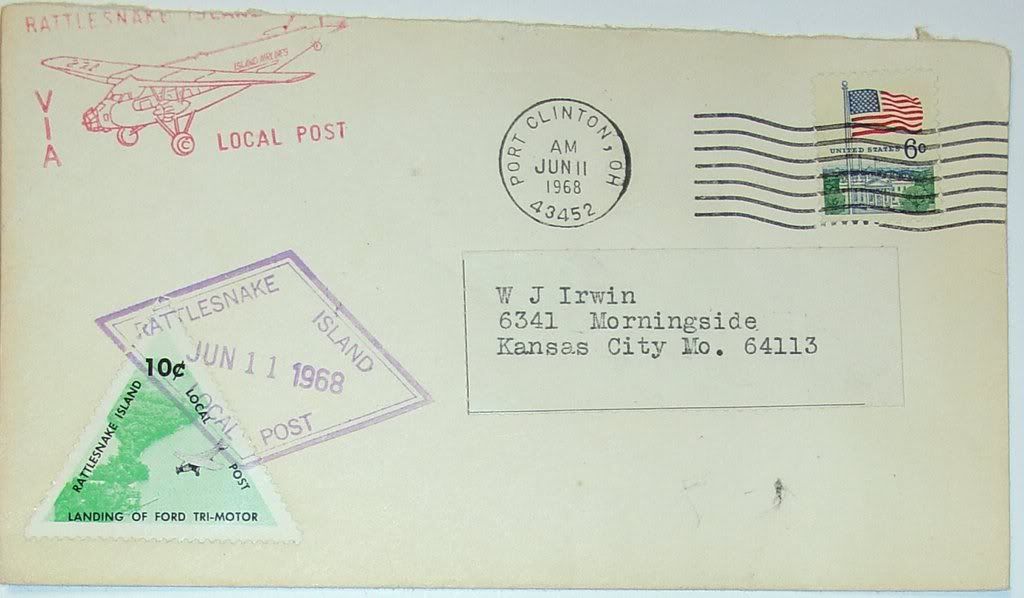 RATTLESNAKE ISLAND
ISLAND AIRLINES
VIA
LOCAL POST
PORT CLINTON, OH
AM
JUN 11
1968
43452
UNITED STATES 6c
W J Irwin
6341 Morningside
Kansas City Mo. 64113
RATTLESNAKE
ISLAND
JUN 11 1968
LOCAL
POST
10¢
RATTLESNAKE ISLAND
LOCAL POST
LANDING OF FORD TRI-MOTOR